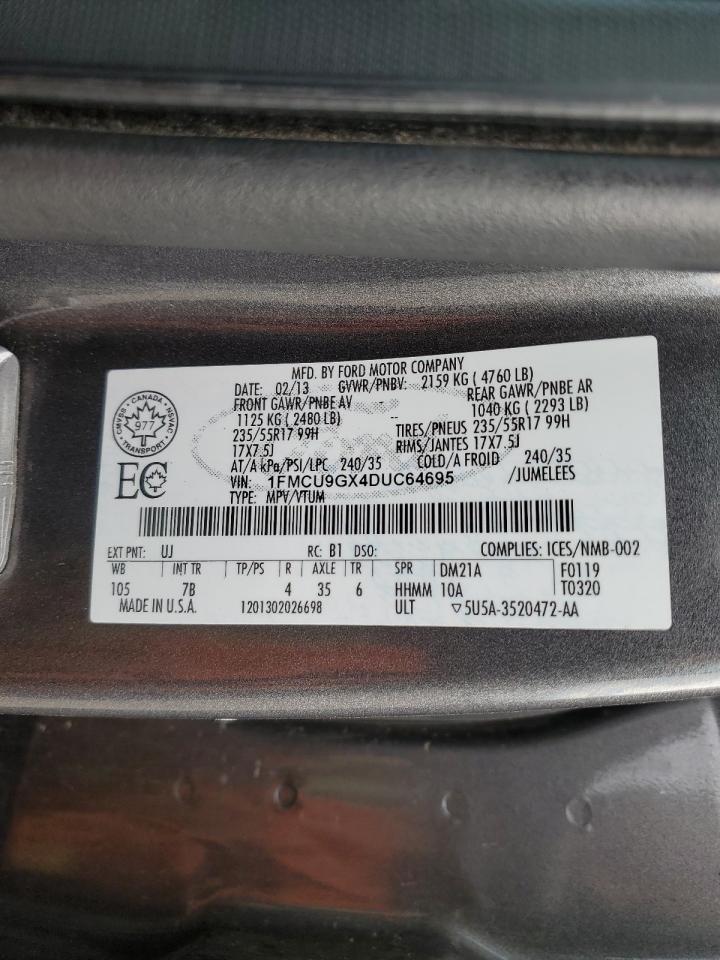 MFD. BY FORD MOTOR COMPANY
DATE: 02/13 GVWR/PNBV: 2159 KG ( 4760 LB)
FRONT GAWR/PNBE AV REAR GAWR/PNBE AR
1125 KG ( 2480 LB) -- 1040 KG ( 2293 LB)
235/55R17 99H TIRES/PNEUS 235/55R17 99H
17X7.5J RIMS/JANTES 17X7.5J
AT/A kPa/PSI/LPC 240/35 COLD/A FROID 240/35
VIN: 1FMCU9GX4DUC64695 /JUMELEES
TYPE: MPV/VTUM
CANADA
CMVSS NSVAC
977
TRANSPORT
EC
EXT PNT: UJ RC: B1 DSO: COMPLIES: ICES/NMB-002
WB INT TR TP/PS R AXLE TR SPR DM21A F0119
105 7B 4 35 6 HHMM 10A T0320
MADE IN U.S.A. 1201302026698 ULT ▽5U5A-3520472-AA